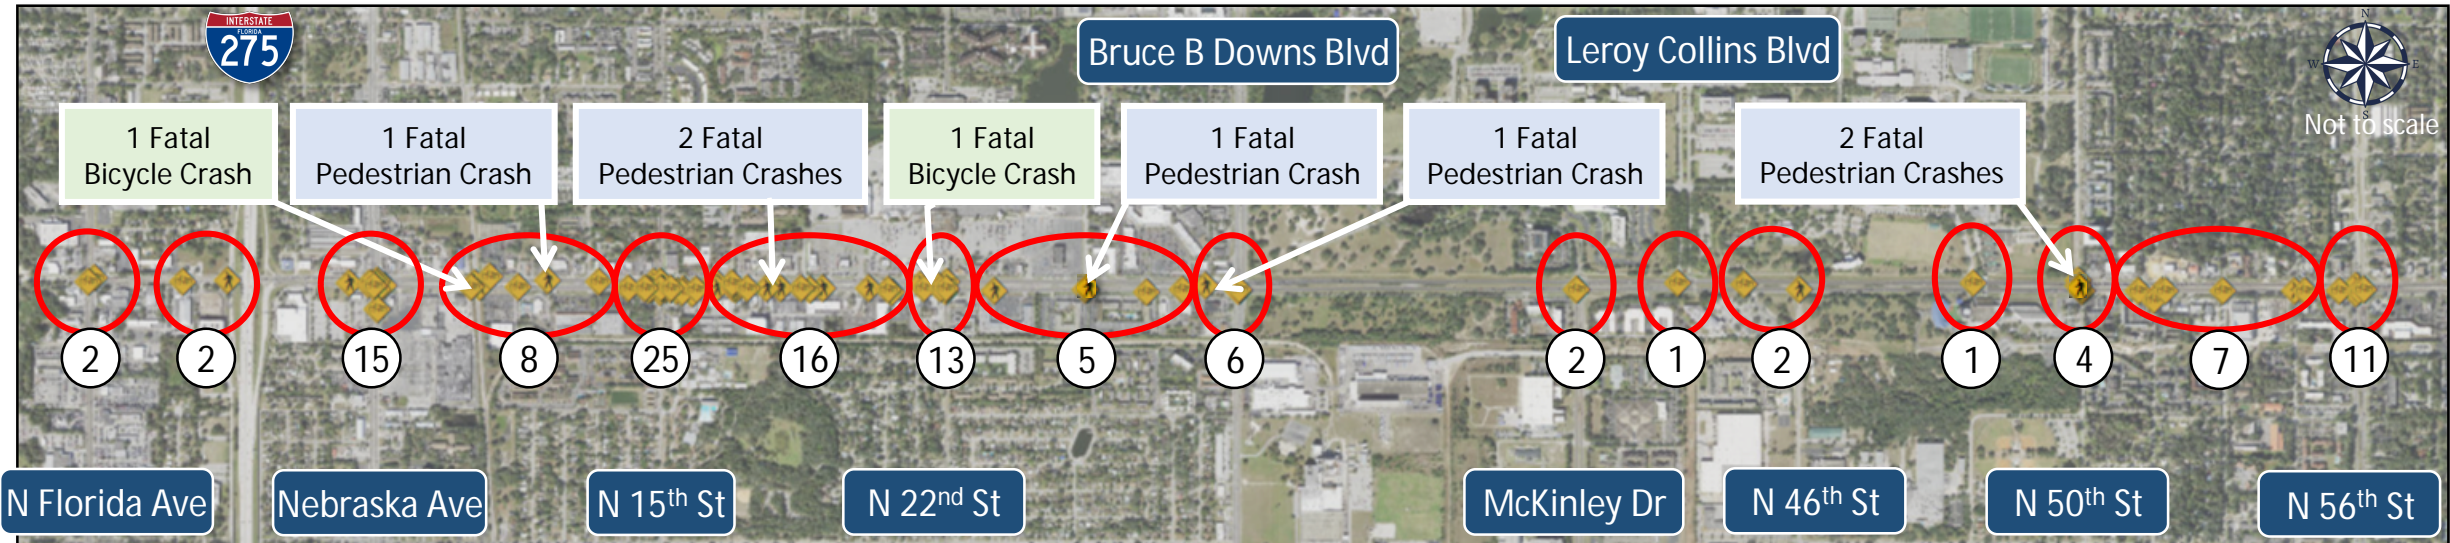 INTERSTATE
FLORIDA
275
Bruce B Downs Blvd
Leroy Collins Blvd
N
W
E
S
Not to scale
1 Fatal
Bicycle Crash
1 Fatal
Pedestrian Crash
2 Fatal
Pedestrian Crashes
1 Fatal
Bicycle Crash
1 Fatal
Pedestrian Crash
1 Fatal
Pedestrian Crash
2 Fatal
Pedestrian Crashes
2
2
15
8
25
16
13
5
6
2
1
2
1
4
7
11
N Florida Ave
Nebraska Ave
N 15th St
N 22nd St
McKinley Dr
N 46th St
N 50th St
N 56th St